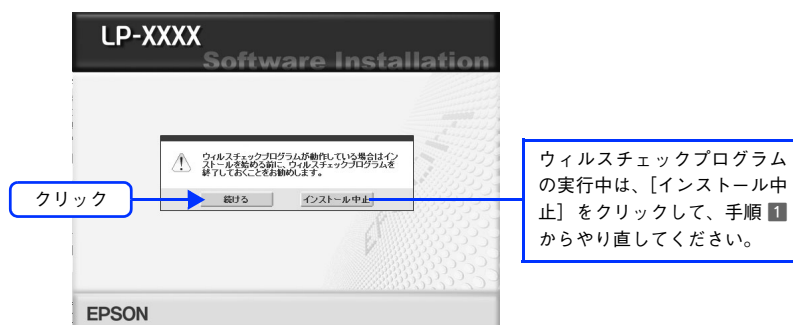 LP-XXXX
Software Installation
ウィルスチェックプログラムが動作している場合はイン
ストールを始める前に、ウィルスチェックプログラムを
終了しておくことをお勧めします。
クリック
続ける
インストール中止
ウィルスチェックプログラム
の実行中は、[インストール中
止]をクリックして、手順 1
からやり直してください。
EPSON